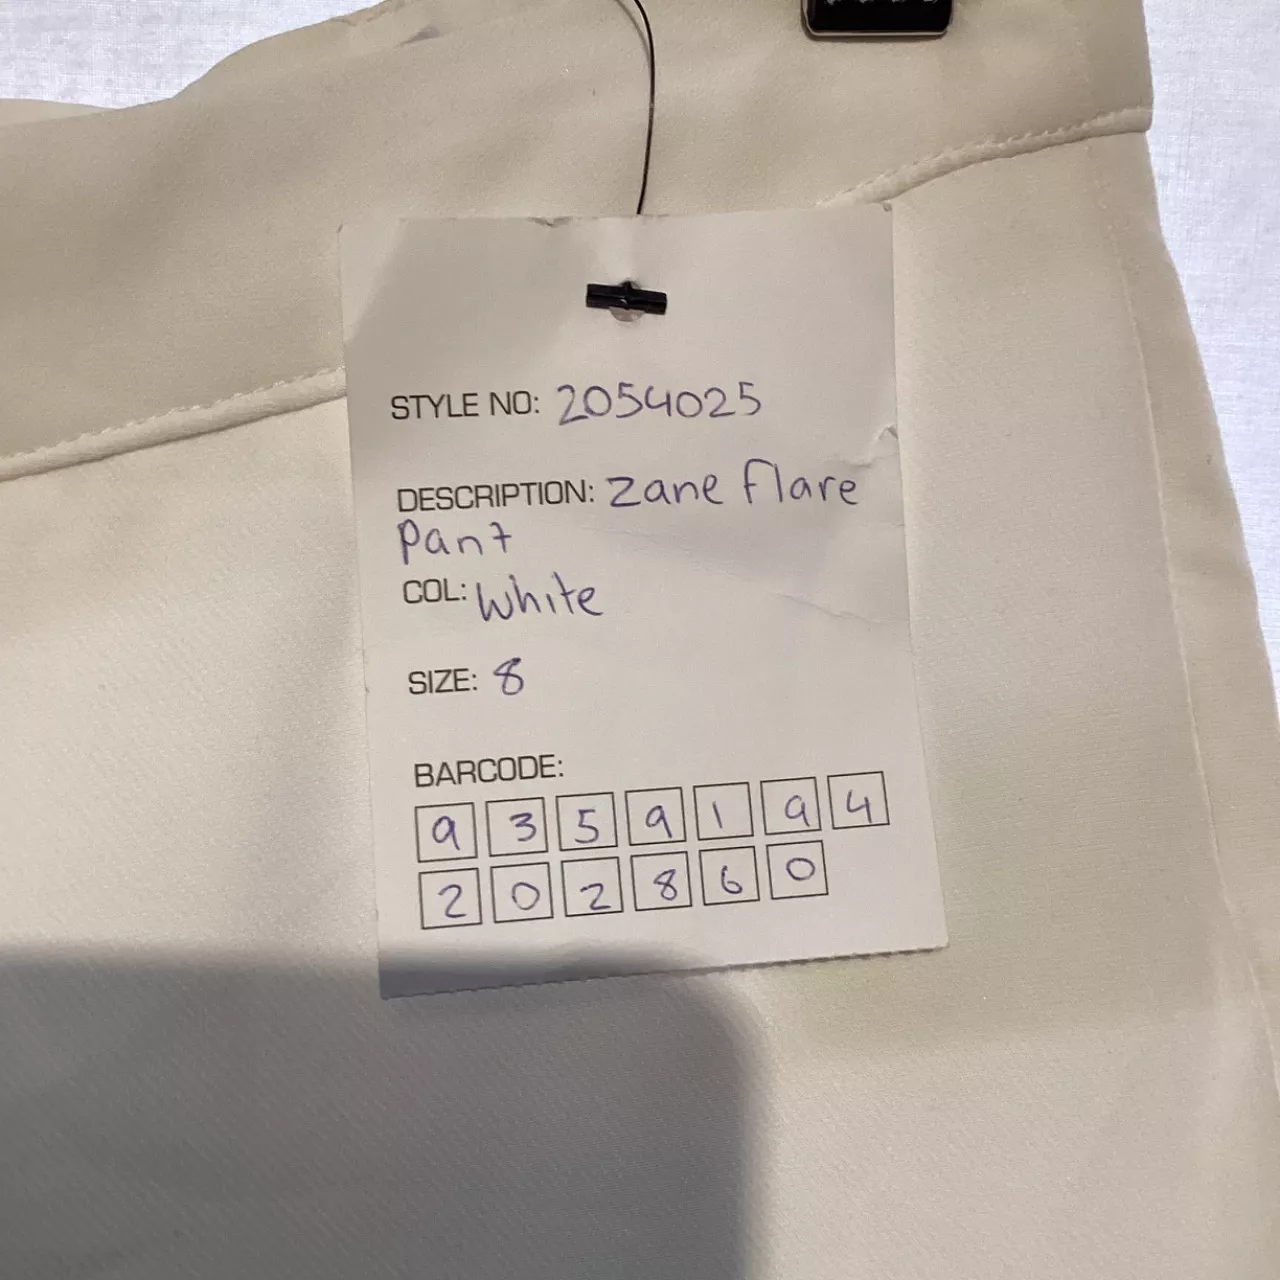 STYLE NO: 2054025
DESCRIPTION: Zane Flare
Pant
COL: White
SIZE: 8
BARCODE:
9 3 5 9 1 9 4
2 0 2 8 6 0